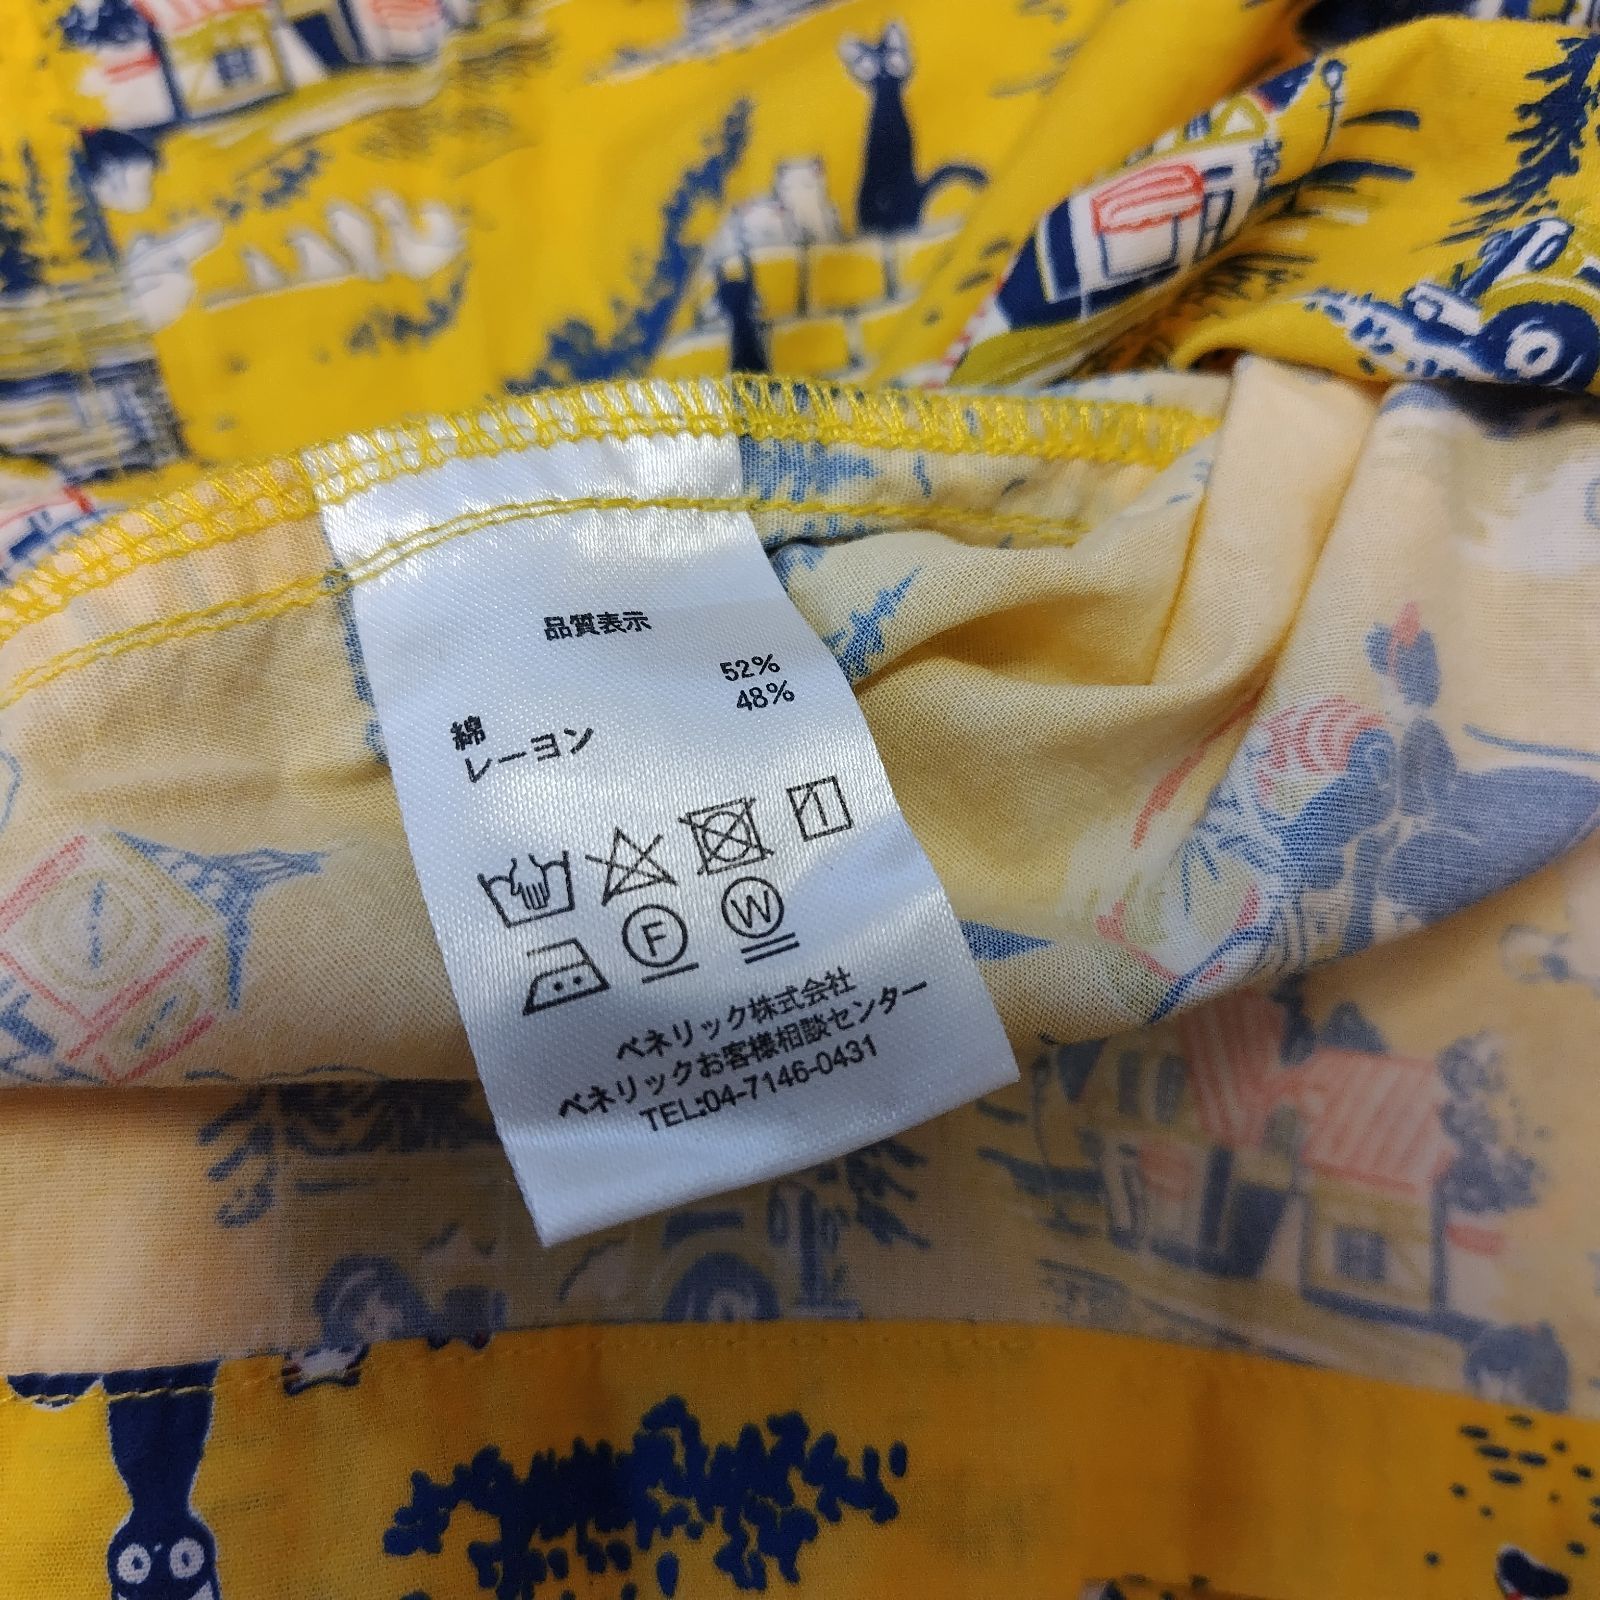 品質表示
綿 52%
レーヨン 48%
F W
ベネリック株式会社
ベネリックお客様相談センター
TEL:04-7146-0431